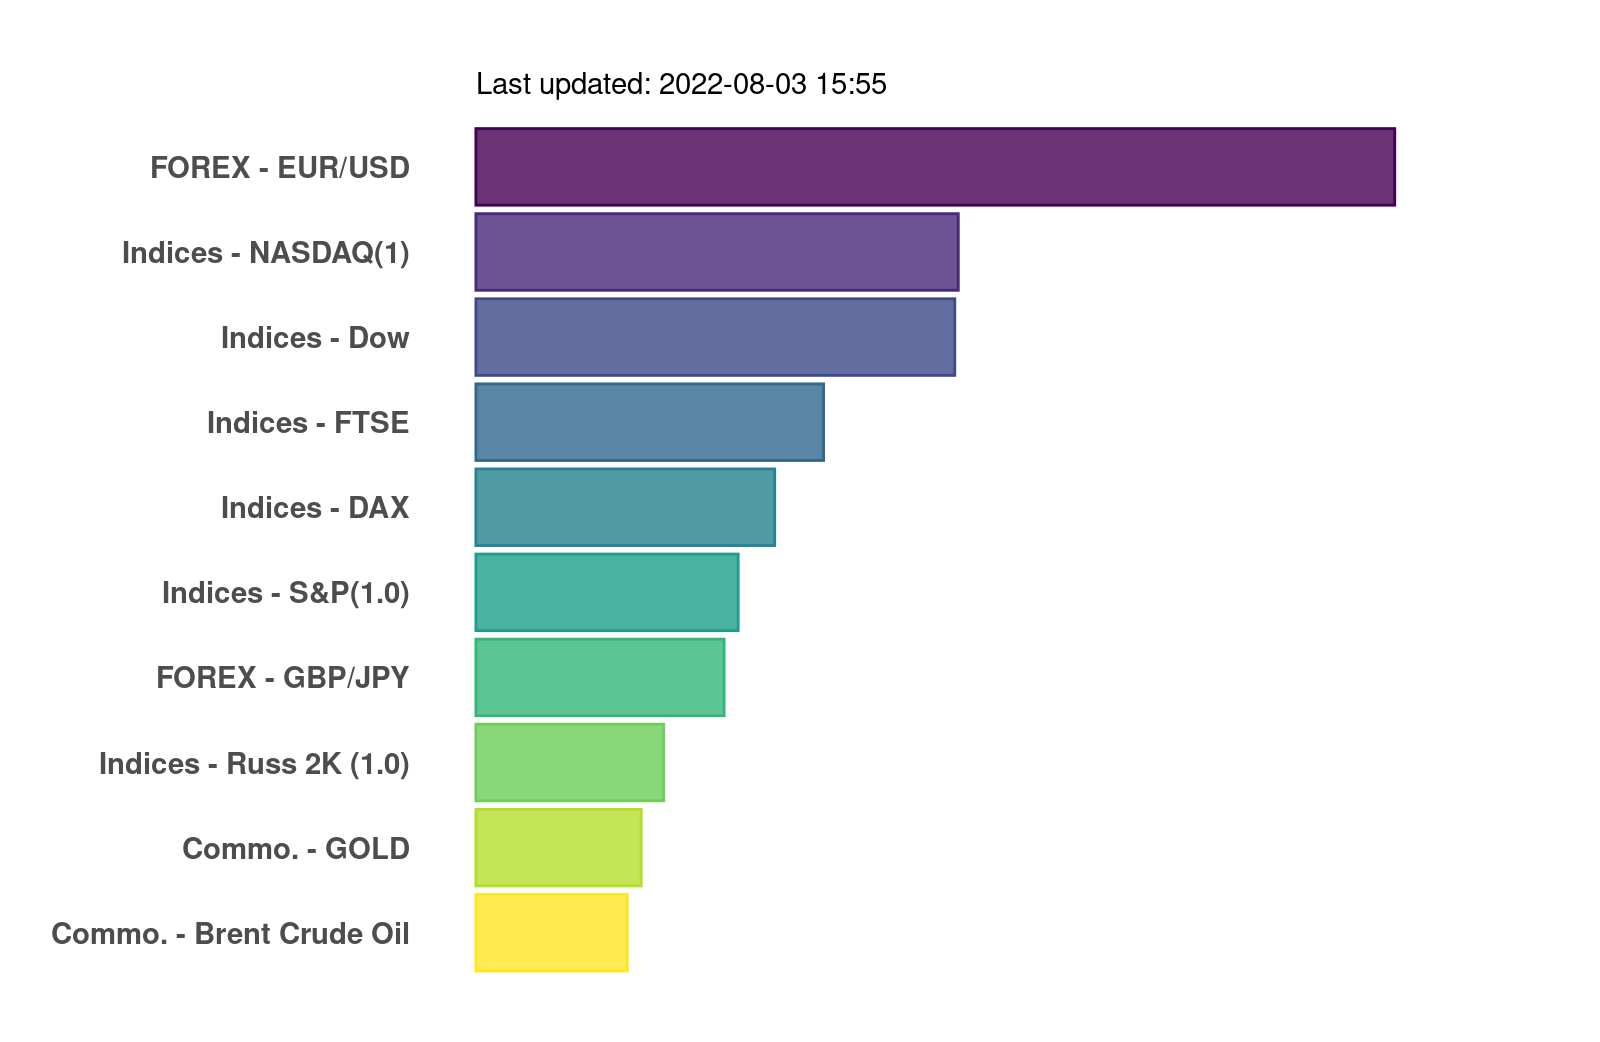 Last updated: 2022-08-03 15:55
FOREX - EUR/USD
Indices - NASDAQ(1)
Indices - Dow
Indices - FTSE
Indices - DAX
Indices - S&P(1.0)
FOREX - GBP/JPY
Indices - Russ 2K (1.0)
Commo. - GOLD
Commo. - Brent Crude Oil